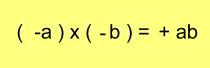 ( -a ) x ( - b ) = + ab